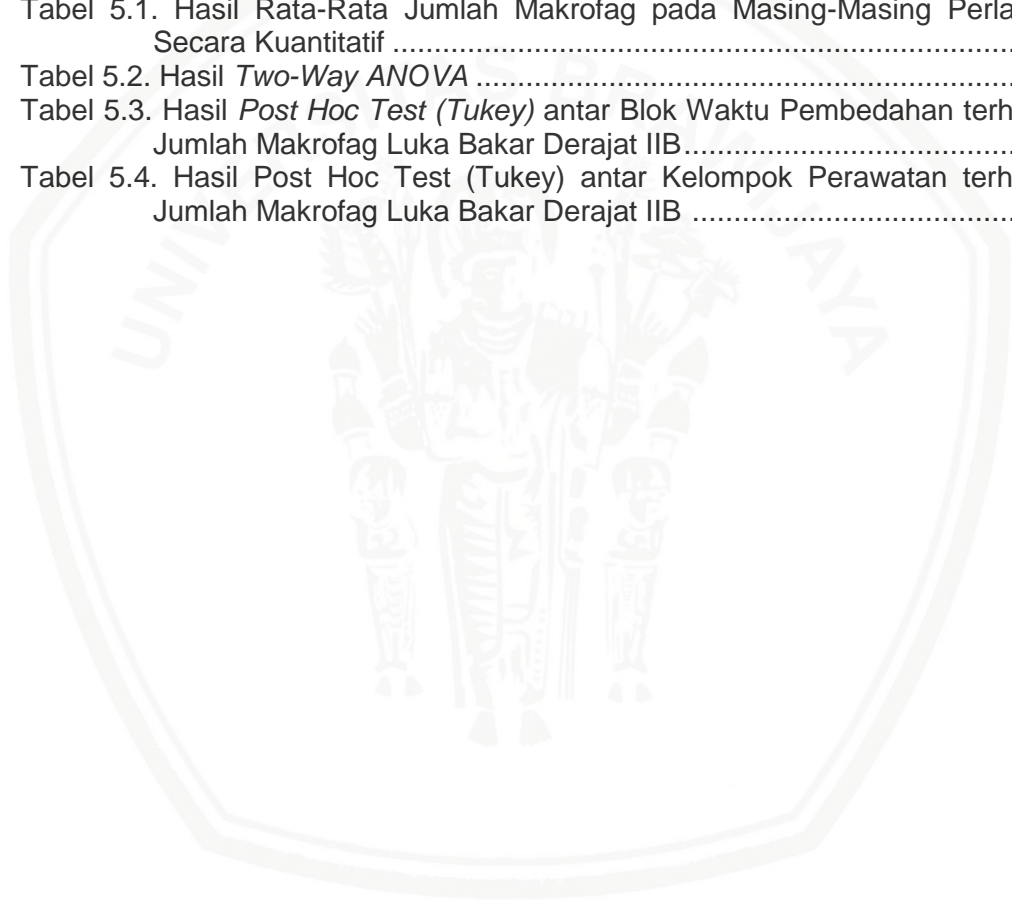 Tabel 5.1. Hasil Rata-Rata Jumlah Makrofag pada Masing-Masing Perla
Secara Kuantitatif ..........................................................................
Tabel 5.2. Hasil Two-Way ANOVA ................................................................
Tabel 5.3. Hasil Post Hoc Test (Tukey) antar Blok Waktu Pembedahan terh
Jumlah Makrofag Luka Bakar Derajat IIB.......................................
Tabel 5.4. Hasil Post Hoc Test (Tukey) antar Kelompok Perawatan terh
Jumlah Makrofag Luka Bakar Derajat IIB ......................................
UNIVERSITAS BRAWIJAYA